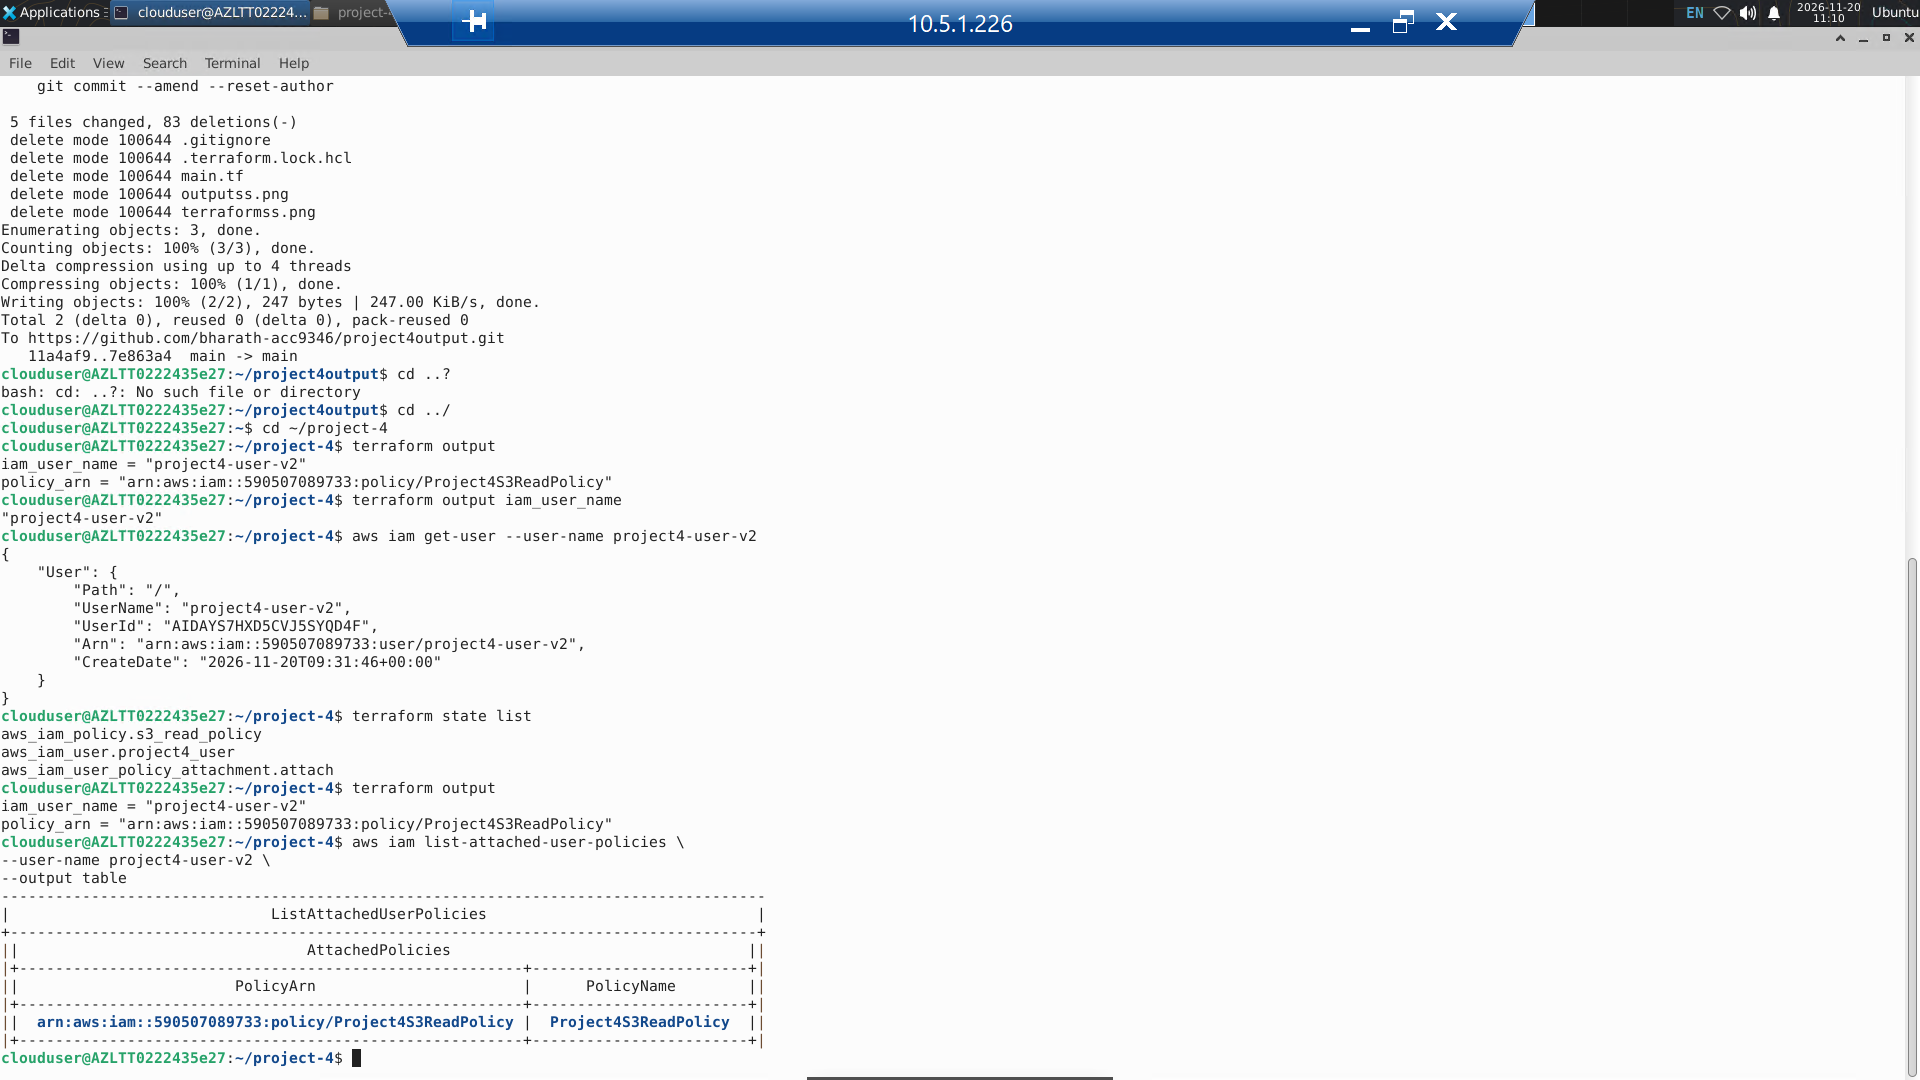 Applications
clouduser@AZLTT02224...
project-
10.5.1.226
EN
2026-11-20
11:10
Ubuntu
File Edit View Search Terminal Help
    git commit --amend --reset-author

 5 files changed, 83 deletions(-)
 delete mode 100644 .gitignore
 delete mode 100644 .terraform.lock.hcl
 delete mode 100644 main.tf
 delete mode 100644 outputss.png
 delete mode 100644 terraformss.png
Enumerating objects: 3, done.
Counting objects: 100% (3/3), done.
Delta compression using up to 4 threads
Compressing objects: 100% (1/1), done.
Writing objects: 100% (2/2), 247 bytes | 247.00 KiB/s, done.
Total 2 (delta 0), reused 0 (delta 0), pack-reused 0
To https://github.com/bharath-acc9346/project4output.git
   11a4af9..7e863a4  main -> main
clouduser@AZLTT0222435e27:~/project4output$ cd ..?
bash: cd: ..?: No such file or directory
clouduser@AZLTT0222435e27:~/project4output$ cd ../
clouduser@AZLTT0222435e27:~$ cd ~/project-4
clouduser@AZLTT0222435e27:~/project-4$ terraform output
iam_user_name = "project4-user-v2"
policy_arn = "arn:aws:iam::590507089733:policy/Project4S3ReadPolicy"
clouduser@AZLTT0222435e27:~/project-4$ terraform output iam_user_name
"project4-user-v2"
clouduser@AZLTT0222435e27:~/project-4$ aws iam get-user --user-name project4-user-v2
{
    "User": {
        "Path": "/",
        "UserName": "project4-user-v2",
        "UserId": "AIDAYS7HXD5CVJ5SYQD4F",
        "Arn": "arn:aws:iam::590507089733:user/project4-user-v2",
        "CreateDate": "2026-11-20T09:31:46+00:00"
    }
}
clouduser@AZLTT0222435e27:~/project-4$ terraform state list
aws_iam_policy.s3_read_policy
aws_iam_user.project4_user
aws_iam_user_policy_attachment.attach
clouduser@AZLTT0222435e27:~/project-4$ terraform output
iam_user_name = "project4-user-v2"
policy_arn = "arn:aws:iam::590507089733:policy/Project4S3ReadPolicy"
clouduser@AZLTT0222435e27:~/project-4$ aws iam list-attached-user-policies \
--user-name project4-user-v2 \
--output table
-------------------------------------------------------------------------------------
|                             ListAttachedUserPolicies                              |
+-----------------------------------------------------------------------------------+
||                                AttachedPolicies                                 ||
|+--------------------------------------------------------+------------------------+|
||                        PolicyArn                       |      PolicyName        ||
|+--------------------------------------------------------+------------------------+|
||  arn:aws:iam::590507089733:policy/Project4S3ReadPolicy |  Project4S3ReadPolicy  ||
|+--------------------------------------------------------+------------------------+|
clouduser@AZLTT0222435e27:~/project-4$